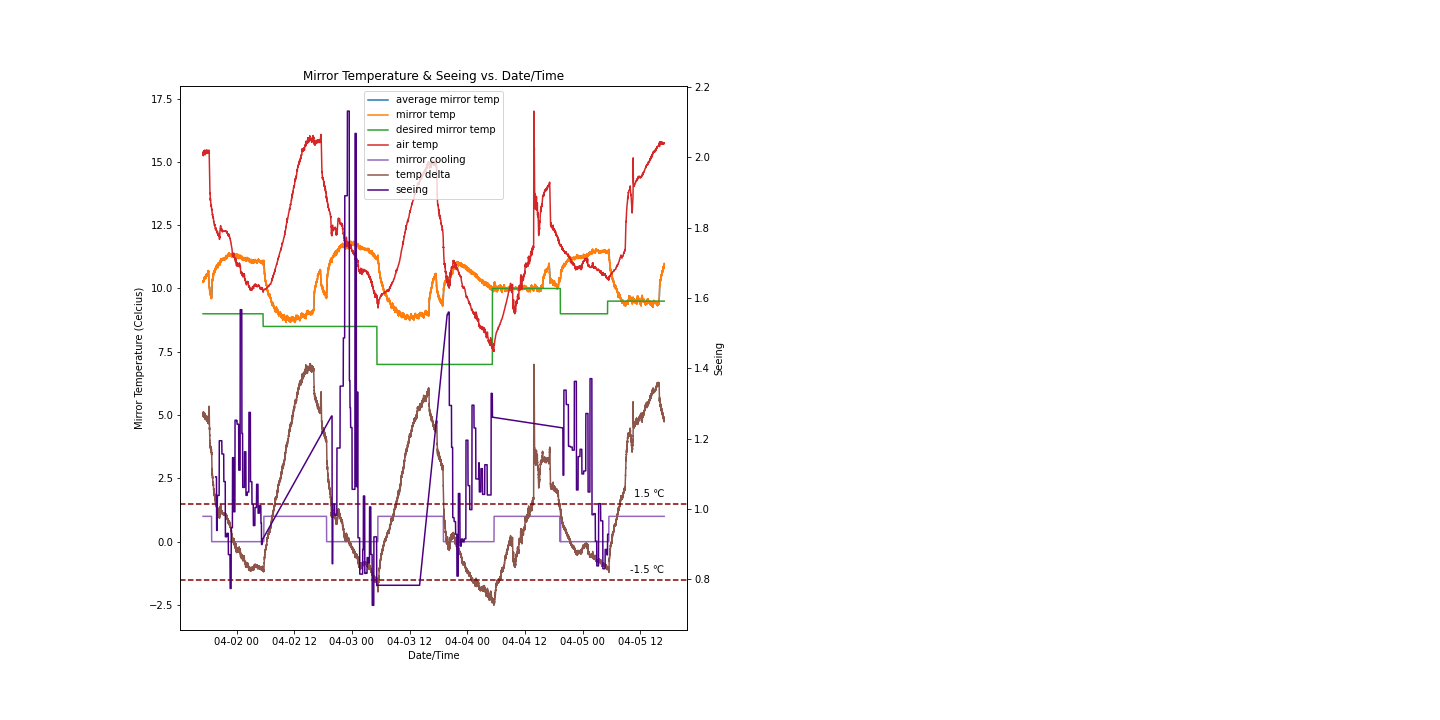 Mirror Temperature & Seeing vs. Date/Time
average mirror temp
mirror temp
desired mirror temp
air temp
mirror cooling
temp delta
seeing
Mirror Temperature (Celcius)
17.5
15.0
12.5
10.0
7.5
5.0
2.5
0.0
−2.5
2.2
2.0
1.8
1.6
1.4
1.2
1.0
0.8
Seeing
1.5 °C
-1.5 °C
04-02 00 04-02 12 04-03 00 04-03 12 04-04 00 04-04 12 04-05 00 04-05 12
Date/Time